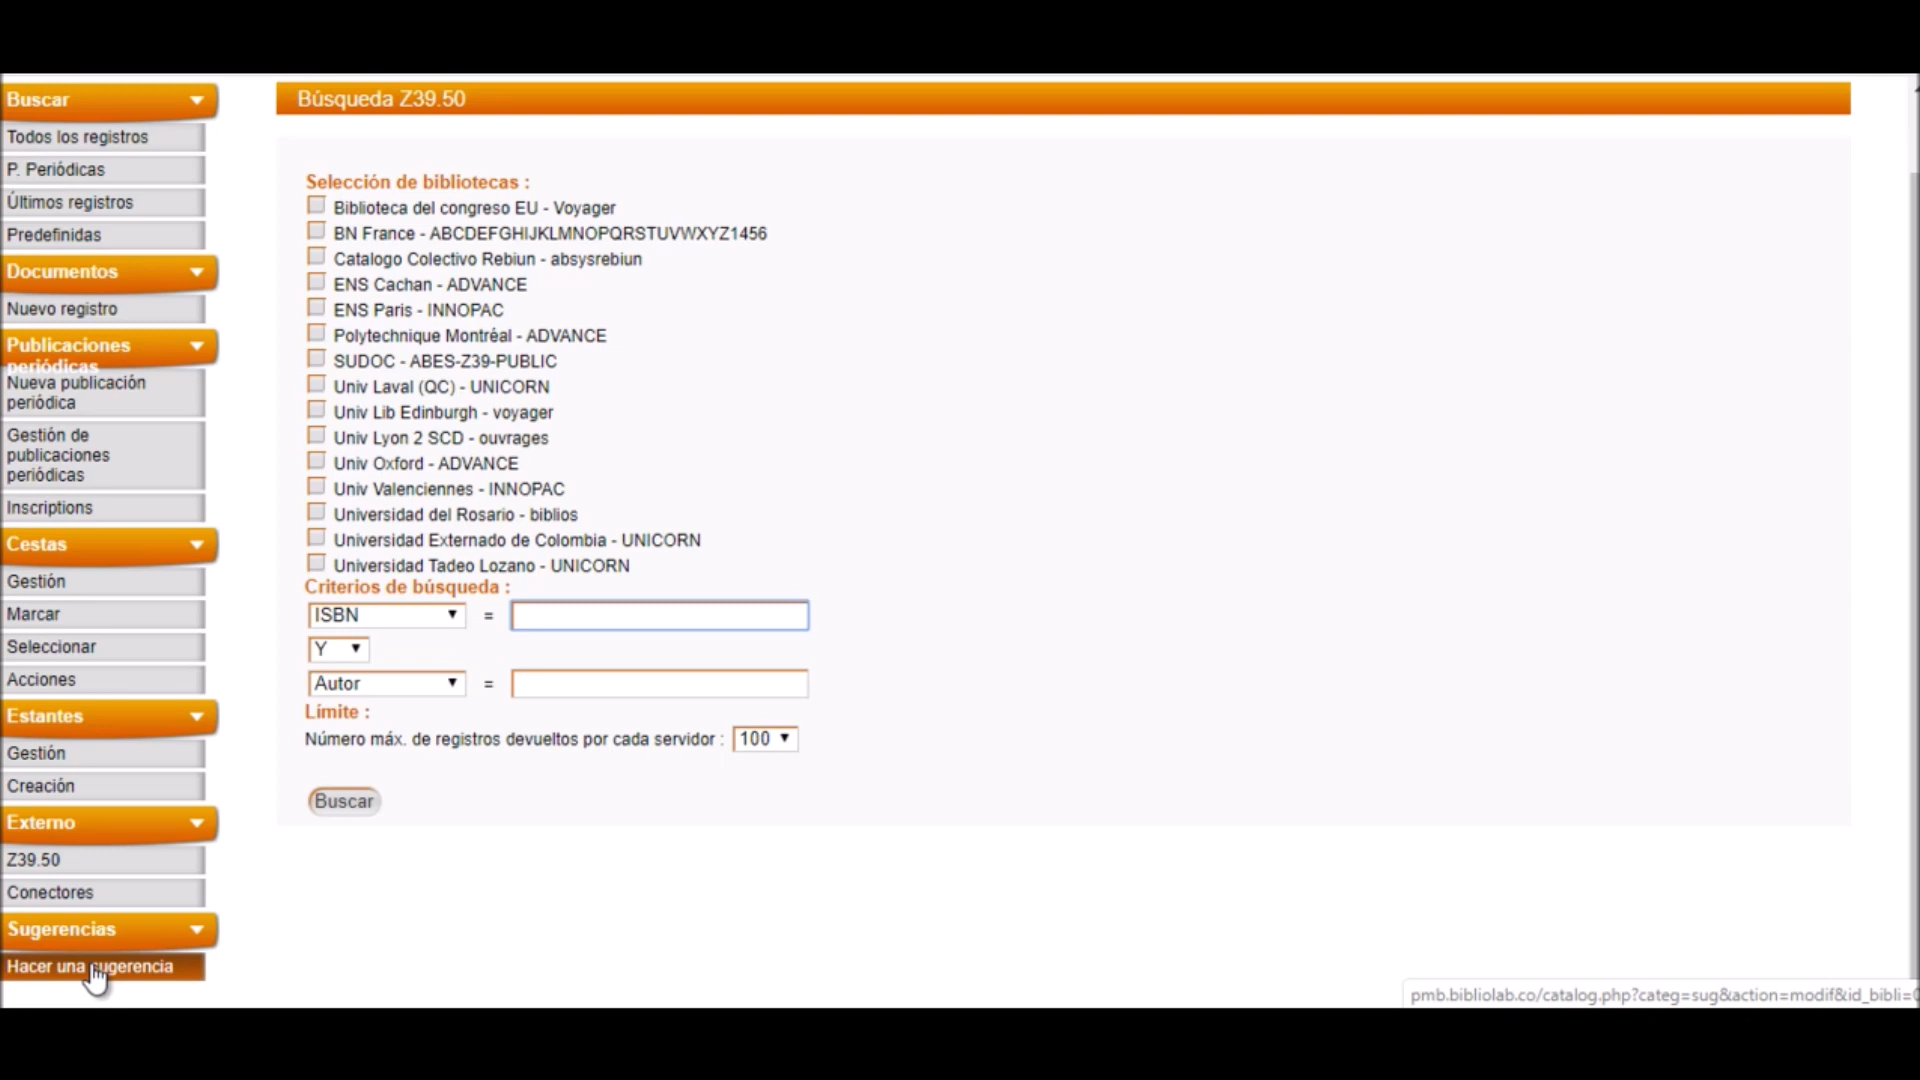 Buscar
Todos los registros
P. Periódicas
Últimos registros
Predefinidas
Documentos
Nuevo registro
Publicaciones
periódicas
Nueva publicación
periódica
Gestión de
publicaciones
periódicas
Inscriptions
Cestas
Gestión
Marcar
Seleccionar
Acciones
Estantes
Gestión
Creación
Externo
Z39.50
Conectores
Sugerencias
Hacer una sugerencia
Búsqueda Z39.50
Selección de bibliotecas :
Biblioteca del congreso EU - Voyager
BN France - ABCDEFGHIJKLMNOPQRSTUVWXYZ1456
Catalogo Colectivo Rebiun - absysrebiun
ENS Cachan - ADVANCE
ENS Paris - INNOPAC
Polytechnique Montréal - ADVANCE
SUDOC - ABES-Z39-PUBLIC
Univ Laval (QC) - UNICORN
Univ Lib Edinburgh - voyager
Univ Lyon 2 SCD - ouvrages
Univ Oxford - ADVANCE
Univ Valenciennes - INNOPAC
Universidad del Rosario - biblios
Universidad Externado de Colombia - UNICORN
Universidad Tadeo Lozano - UNICORN
Criterios de búsqueda :
ISBN =
Y
Autor =
Límite :
Número máx. de registros devueltos por cada servidor : 100
Buscar
pmb.bibliolab.co/catalog.php?categ=sug&action=modif&id_bibli=0